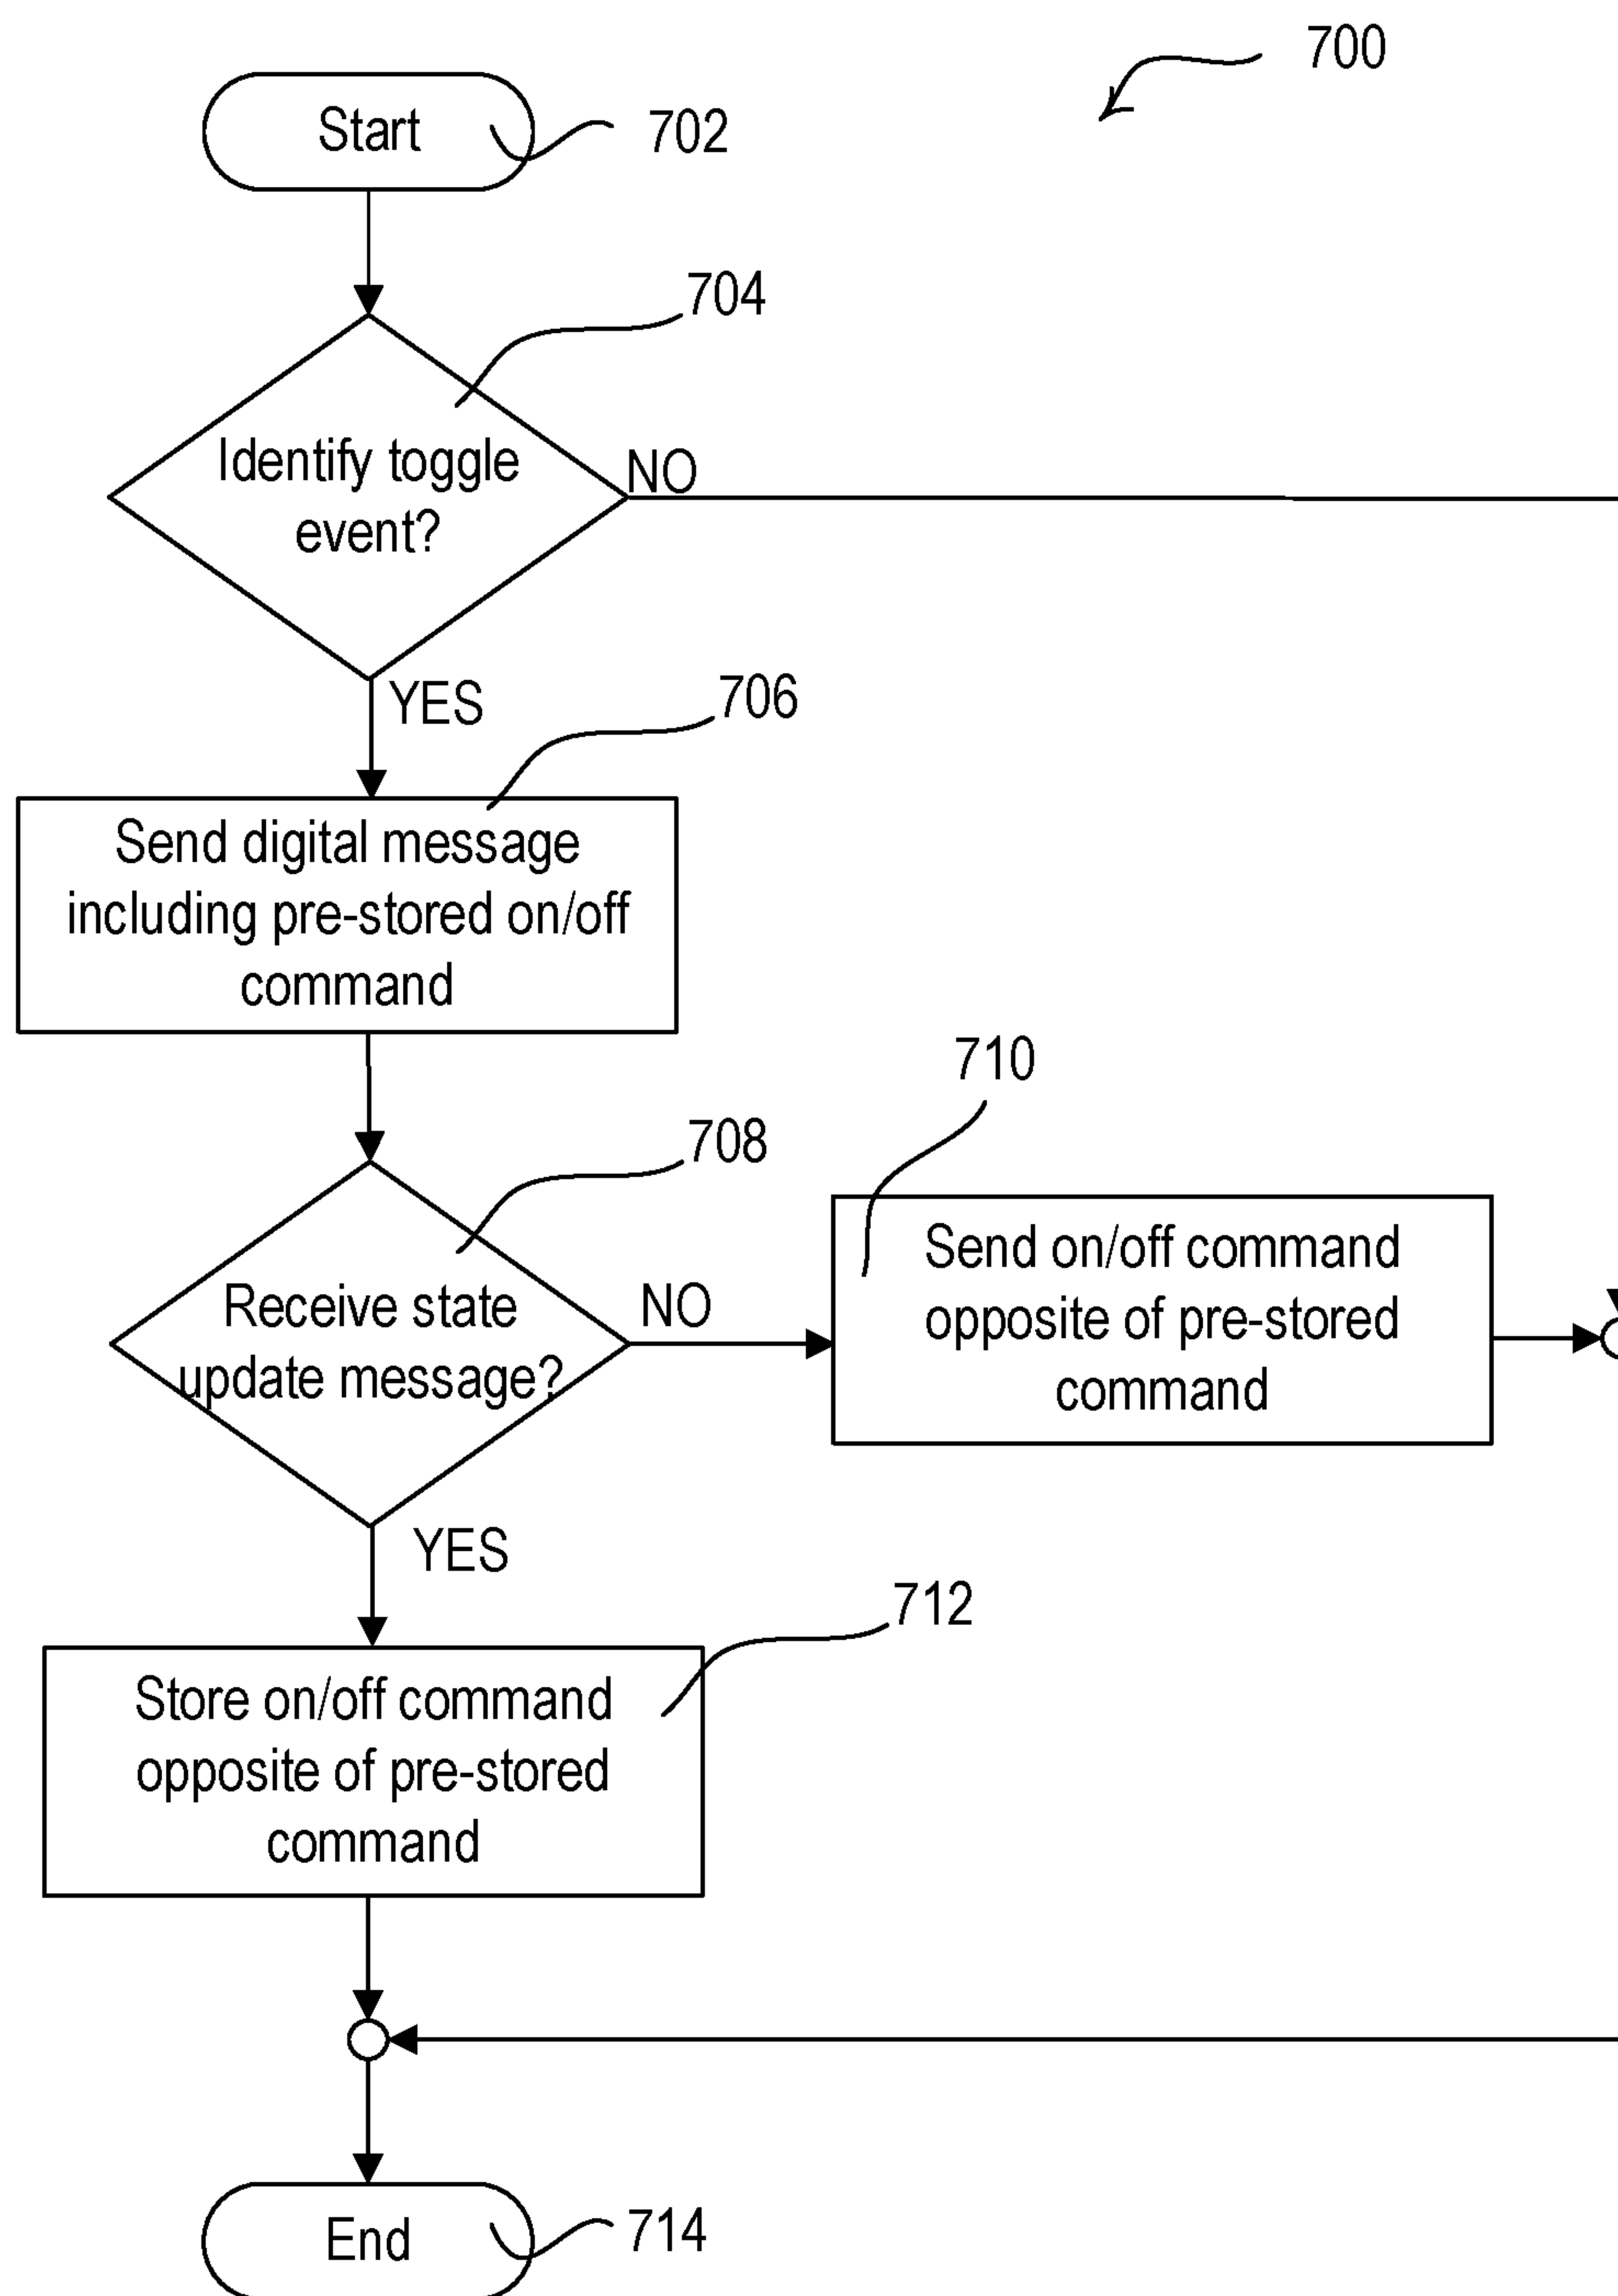 700
Start
702
704
Identify toggle
event?
NO
YES
706
Send digital message
including pre-stored on/off
command
708
710
Receive state
update message?
NO
Send on/off command
opposite of pre-stored
command
YES
712
Store on/off command
opposite of pre-stored
command
End
714